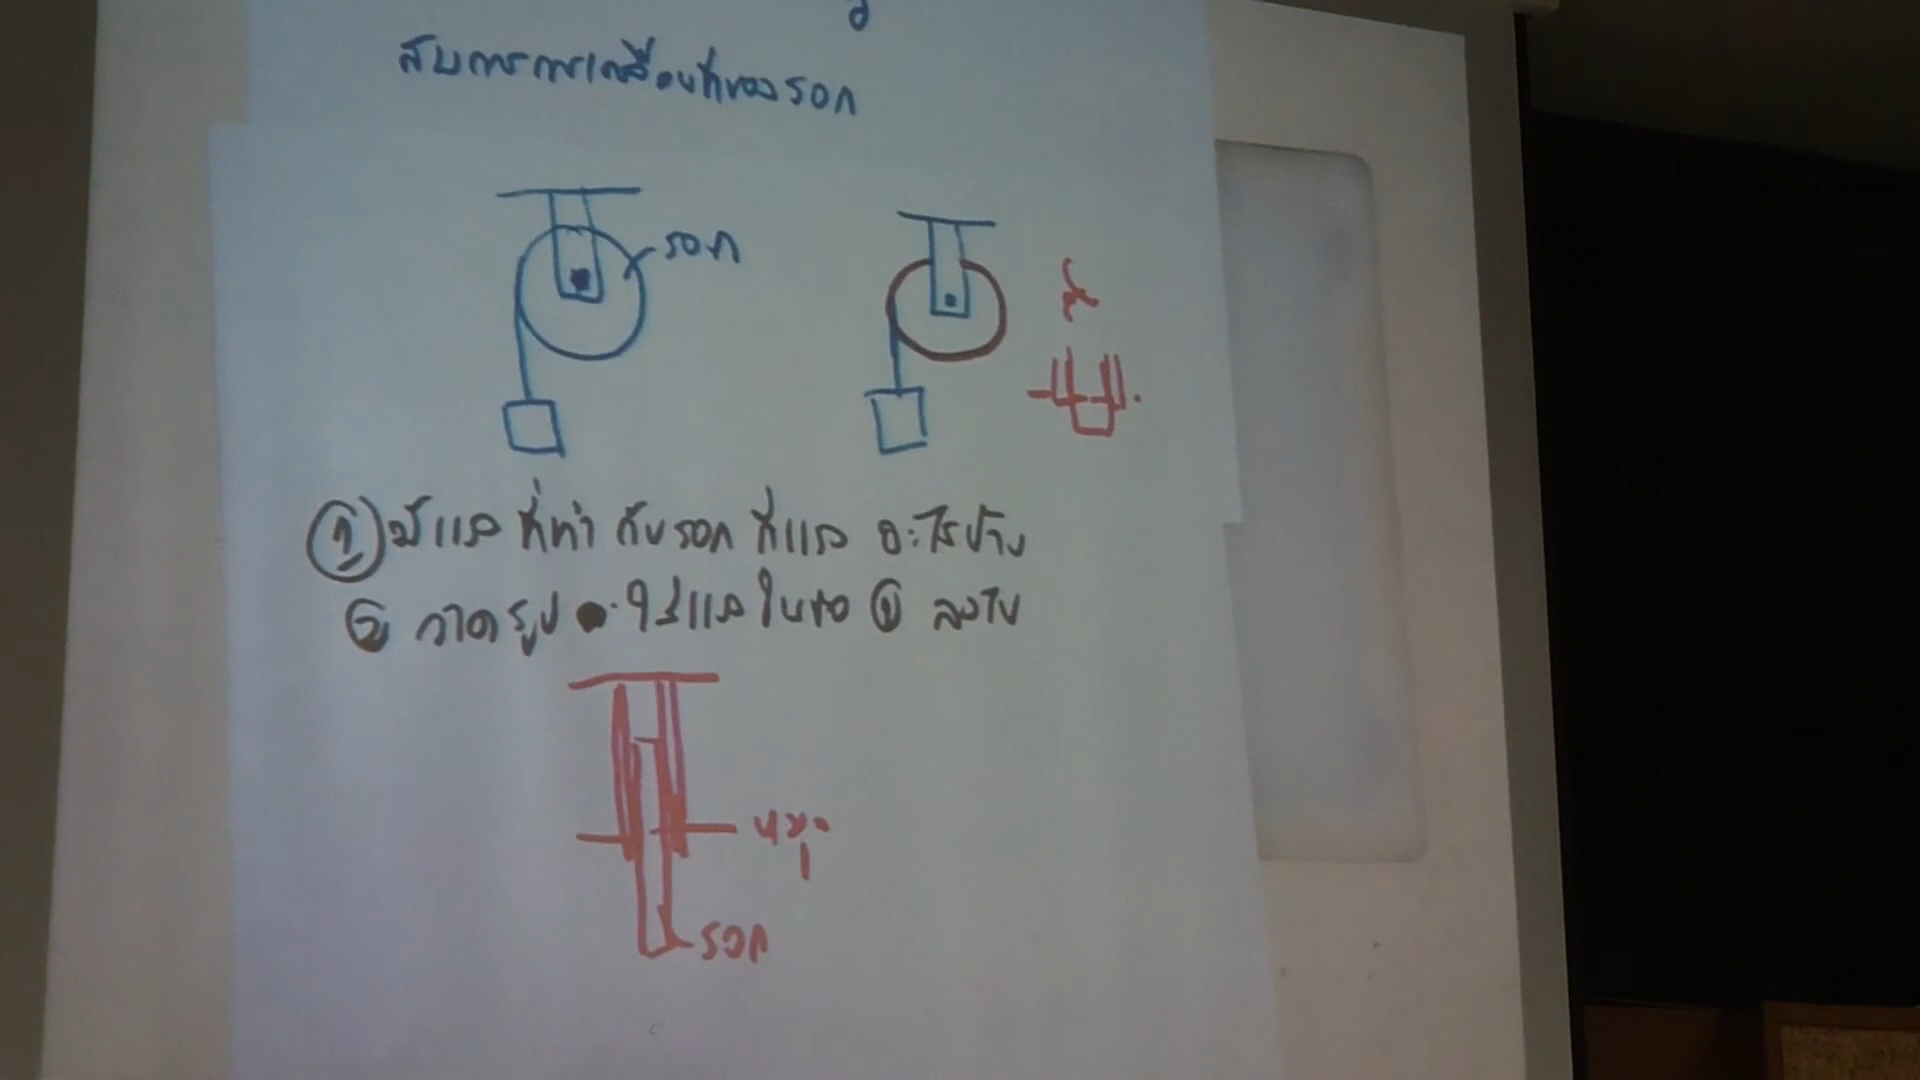 สมการการเคลื่อนที่ของรอก
รอก
① มีแรง ที่ทำ กับรอก กี่แรง อะไรบ้าง
② วาดรูป ใส่แรง ในข้อ ① ลงไป
หมุด
รอก